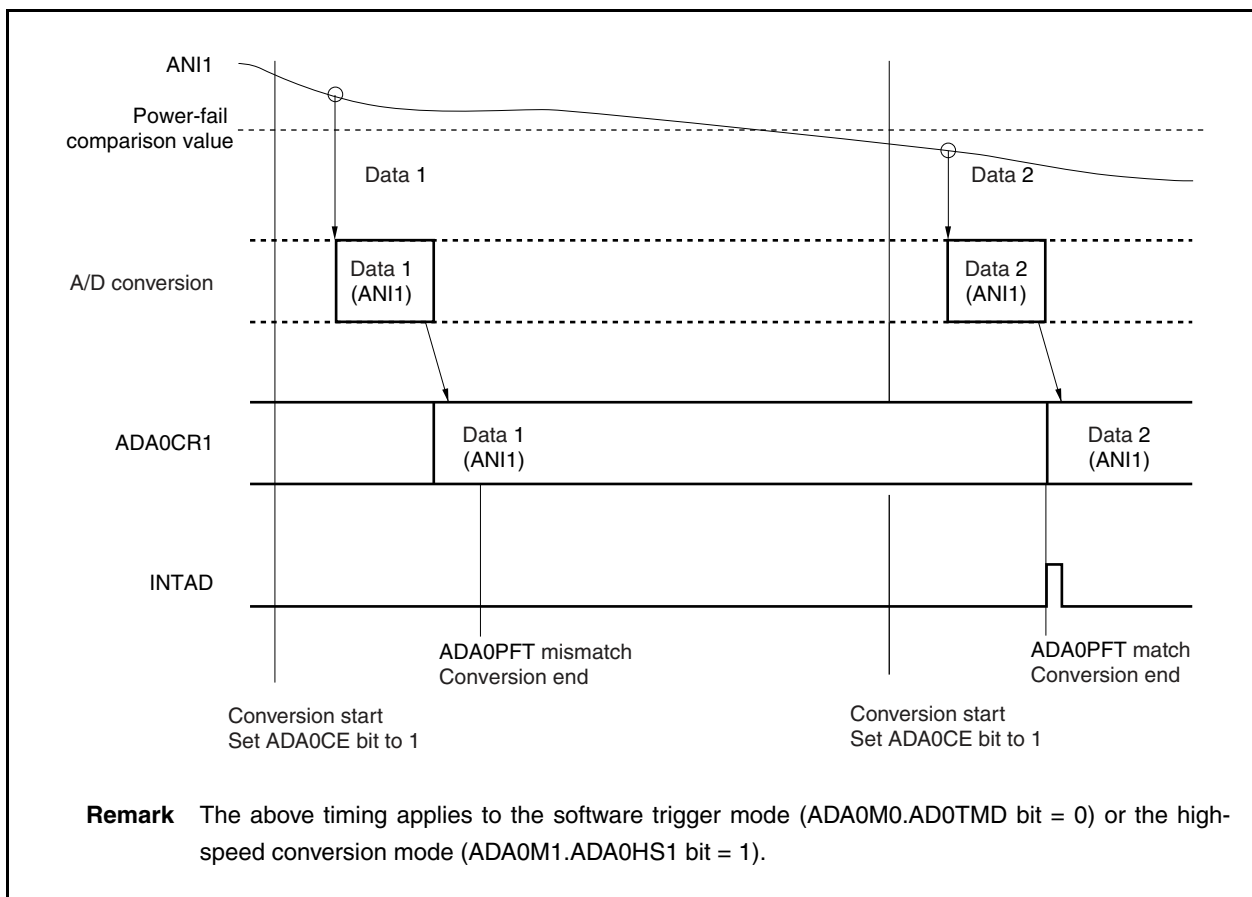 ANI1
Power-fail
comparison value
Data 1
Data 2
A/D conversion
Data 1
(ANI1)
Data 2
(ANI1)
ADA0CR1
Data 1
(ANI1)
Data 2
(ANI1)
INTAD
ADA0PFT mismatch
Conversion end
ADA0PFT match
Conversion end
Conversion start
Set ADA0CE bit to 1
Conversion start
Set ADA0CE bit to 1
Remark The above timing applies to the software trigger mode (ADA0M0.AD0TMD bit = 0) or the high-
speed conversion mode (ADA0M1.ADA0HS1 bit = 1).